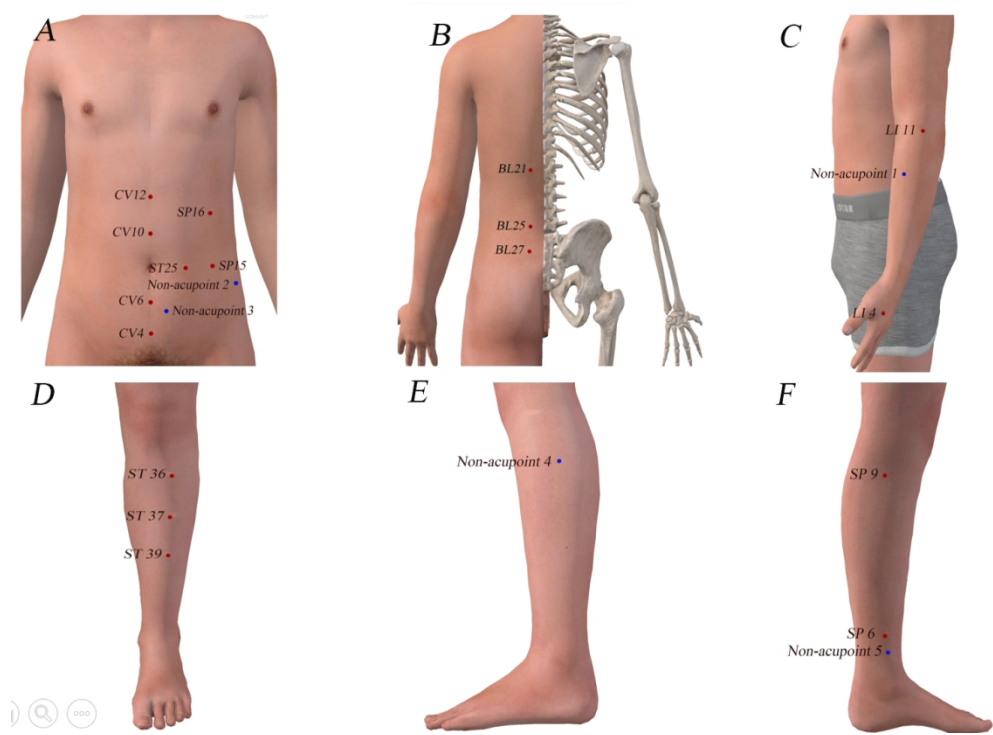 A
CV12
SP16
CV10
ST25
SP15
Non-acupoint 2
CV6
Non-acupoint 3
CV4
B
BL21
BL25
BL27
C
LI 11
Non-acupoint 1
LI 4
D
ST 36
ST 37
ST 39
E
Non-acupoint 4
F
SP 9
SP 6
Non-acupoint 5